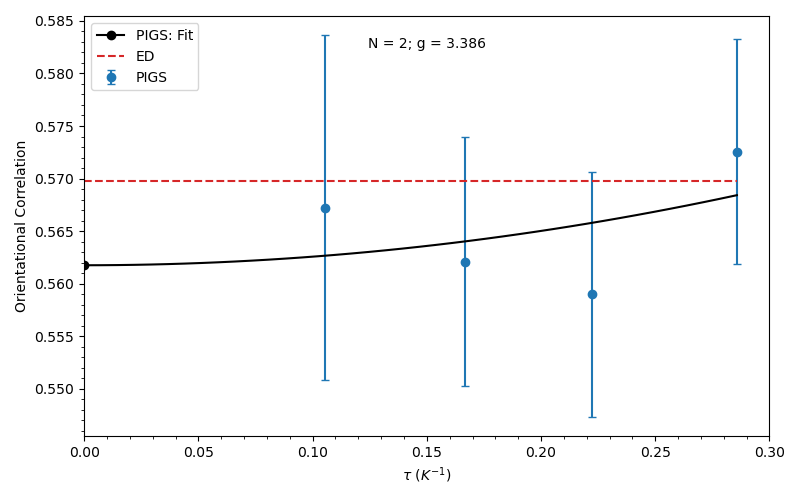 PIGS: Fit
ED
PIGS
N = 2; g = 3.386
Orientational Correlation
0.585
0.580
0.575
0.570
0.565
0.560
0.555
0.550
0.00 0.05 0.10 0.15 0.20 0.25 0.30
τ (K⁻¹)